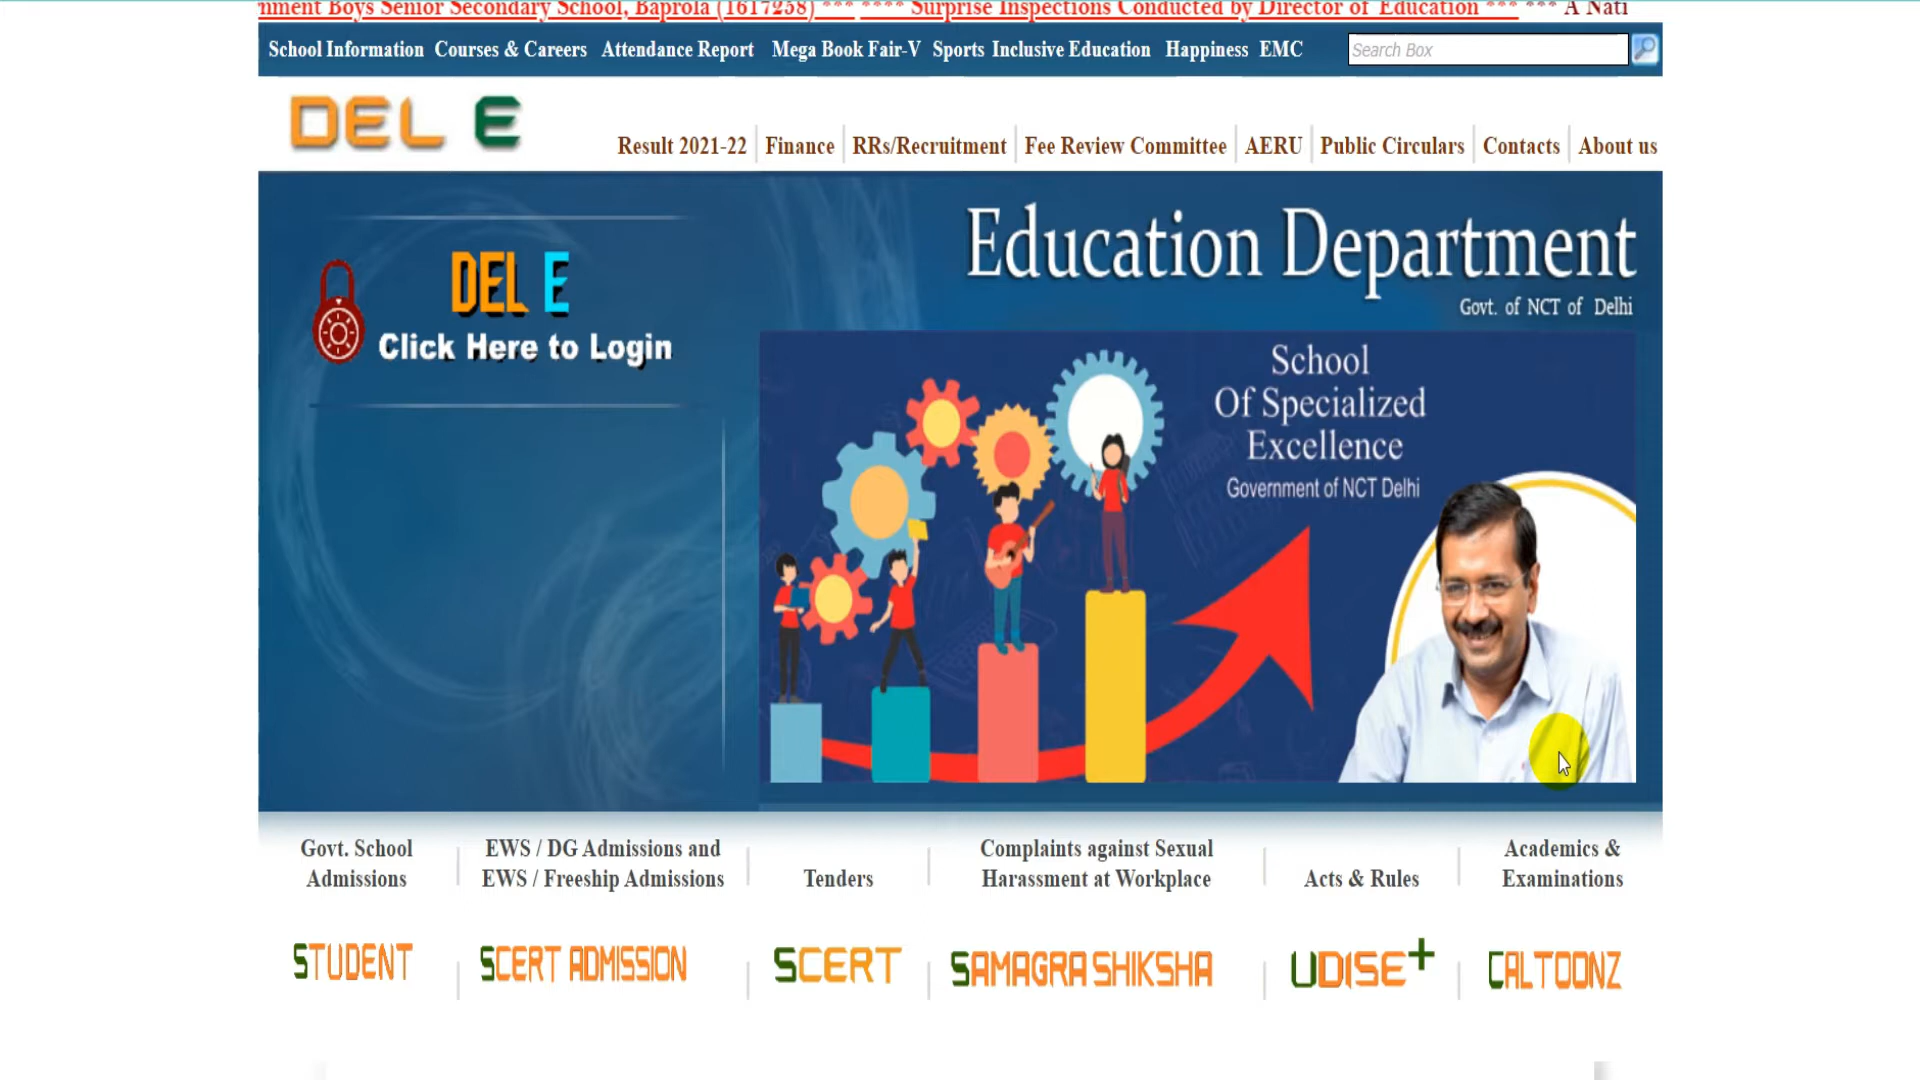 nment Boys Senior Secondary School, Baprola (1617258) *** **** Surprise Inspections Conducted by Director of Education *** *** A Nati
School Information Courses & Careers Attendance Report Mega Book Fair-V Sports Inclusive Education Happiness EMC Search Box
DEL E
Result 2021-22 Finance RRs/Recruitment Fee Review Committee AERU Public Circulars Contacts About us
Education Department
Govt. of NCT of Delhi
DEL E
Click Here to Login
School
Of Specialized
Excellence
Government of NCT Delhi
Govt. School
Admissions
EWS / DG Admissions and
EWS / Freeship Admissions
Tenders
Complaints against Sexual
Harassment at Workplace
Acts & Rules
Academics &
Examinations
STUDENT SCERT ADMISSION SCERT SAMAGRA SHIKSHA UDISE+ CALTOONZ